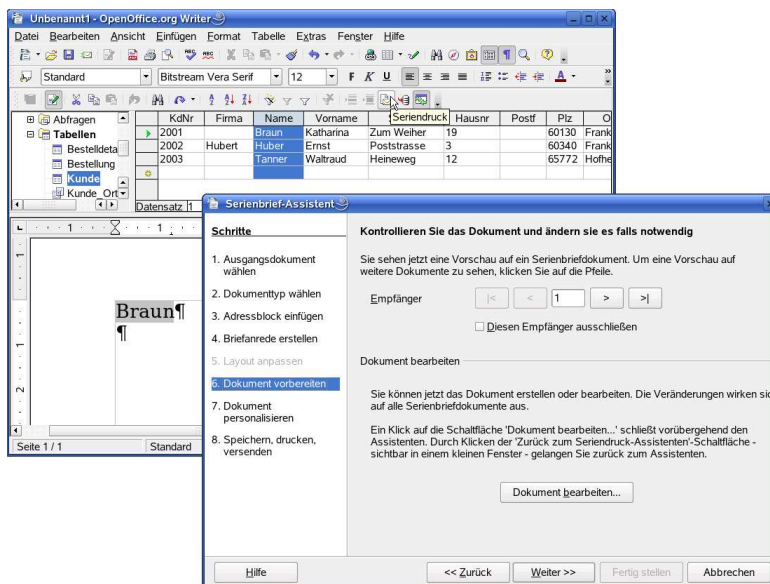 Unbenannt1 - OpenOffice.org Writer
Datei Bearbeiten Ansicht Einfügen Format Tabelle Extras Fenster Hilfe
Standard Bitstream Vera Serif 12 F K U
Seriendruck
Abfragen
Tabellen
Bestelldeta
Bestellung
Kunde
Kunde_Ort
KdNr Firma Name Vorname Hausnr Postf Plz O
2001 Braun Katharina Zum Weiher 19 60130 Frank
2002 Hubert Huber Ernst Poststrasse 3 60340 Frank
2003 Tanner Waltraud Heineweg 12 65772 Hofhe
Datensatz 1
1 1
Braun¶
¶
Seite 1 / 1 Standard
Serienbrief-Assistent
Schritte
1. Ausgangsdokument
wählen
2. Dokumenttyp wählen
3. Adressblock einfügen
4. Briefanrede erstellen
5. Layout anpassen
6. Dokument vorbereiten
7. Dokument
personalisieren
8. Speichern, drucken,
versenden
Kontrollieren Sie das Dokument und ändern sie es falls notwendig
Sie sehen jetzt eine Vorschau auf ein Serienbriefdokument. Um eine Vorschau auf
weitere Dokumente zu sehen, klicken Sie auf die Pfeile.
Empfänger |< < 1 > >|
Diesen Empfänger ausschließen
Dokument bearbeiten
Sie können jetzt das Dokument erstellen oder bearbeiten. Die Veränderungen wirken sic
auf alle Serienbriefdokumente aus.
Ein Klick auf die Schaltfläche 'Dokument bearbeiten...' schließt vorübergehend den
Assistenten. Durch Klicken der 'Zurück zum Seriendruck-Assistenten'-Schaltfläche -
sichtbar in einem kleinen Fenster - gelangen Sie zurück zum Assistenten.
Dokument bearbeiten...
Hilfe << Zurück Weiter >> Fertig stellen Abbrechen